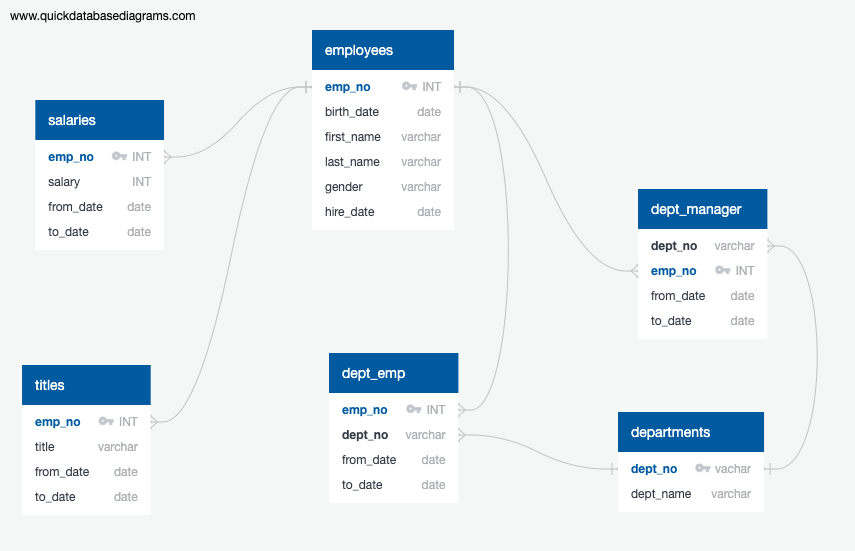 www.quickdatabasediagrams.com
employees
emp_no INT
birth_date date
first_name varchar
last_name varchar
gender varchar
hire_date date
salaries
emp_no INT
salary INT
from_date date
to_date date
dept_manager
dept_no varchar
emp_no INT
from_date date
to_date date
titles
emp_no INT
title varchar
from_date date
to_date date
dept_emp
emp_no INT
dept_no varchar
from_date date
to_date date
departments
dept_no vachar
dept_name varchar